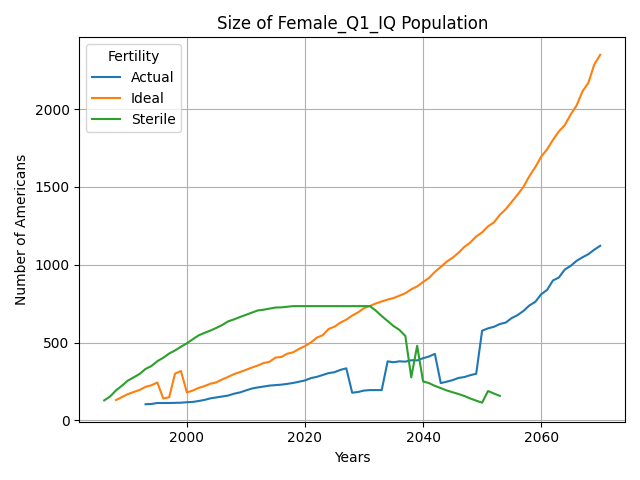 Size of Female_Q1_IQ Population
Fertility
Actual
Ideal
Sterile
Number of Americans
2000
1500
1000
500
0
2000
2020
2040
2060
Years